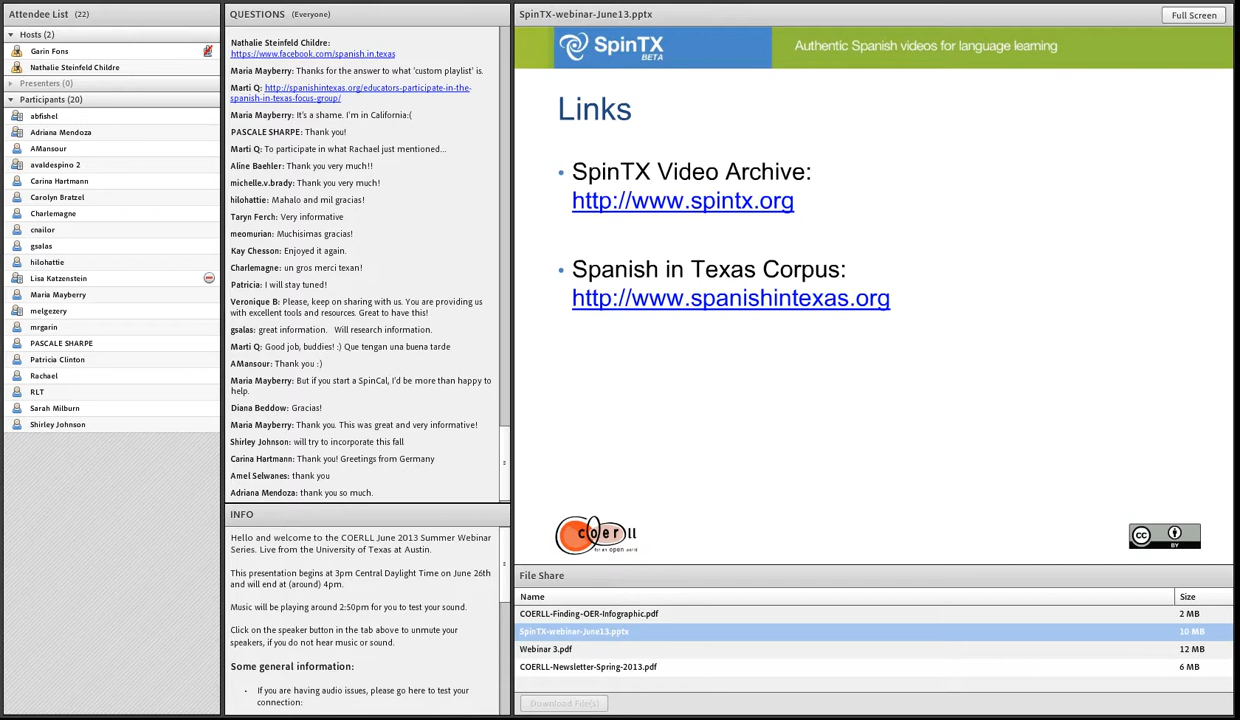 Attendee List (22)
Hosts (2)
Garin Fons
Nathalie Steinfeld Childre
Presenters (0)
Participants (20)
abfishel
Adriana Mendoza
AMansour
avaldespino 2
Carina Hartmann
Carolyn Bratzel
Charlemagne
cnailor
gsalas
hilohattie
Lisa Katzenstein
Maria Mayberry
melgezery
mrgarin
PASCALE SHARPE
Patricia Clinton
Rachael
RLT
Sarah Milburn
Shirley Johnson
QUESTIONS (Everyone)
Nathalie Steinfeld Childre:
https://www.facebook.com/spanish.in.texas
Maria Mayberry: Thanks for the answer to what 'custom playlist' is.
Marti Q: http://spanishintexas.org/educators-participate-in-the-
spanish-in-texas-focus-group/
Maria Mayberry: It's a shame. I'm in California:(
PASCALE SHARPE: Thank you!
Marti Q: To participate in what Rachael just mentioned...
Aline Baehler: Thank you very much!!
michelle.v.brady: Thank you very much!
hilohattie: Mahalo and mil gracias!
Taryn Ferch: Very informative
meomurian: Muchisimas gracias!
Kay Chesson: Enjoyed it again.
Charlemagne: un gros merci texan!
Patricia: I will stay tuned!
Veronique B: Please, keep on sharing with us. You are providing us
with excellent tools and resources. Great to have this!
gsalas: great information. Will research information.
Marti Q: Good job, buddies! :) Que tengan una buena tarde
AMansour: Thank you :)
Maria Mayberry: But if you start a SpinCal, I'd be more than happy to
help.
Diana Beddow: Gracias!
Maria Mayberry: Thank you. This was great and very informative!
Shirley Johnson: will try to incorporate this fall
Carina Hartmann: Thank you! Greetings from Germany
Amel Selwanes: thank you
Adriana Mendoza: thank you so much.
INFO
Hello and welcome to the COERLL June 2013 Summer Webinar
Series. Live from the University of Texas at Austin.
This presentation begins at 3pm Central Daylight Time on June 26th
and will end at (around) 4pm.
Music will be playing around 2:50pm for you to test your sound.
Click on the speaker button in the tab above to unmute your
speakers, if you do not hear music or sound.
Some general information:
If you are having audio issues, please go here to test your
connection:
SpinTX-webinar-June13.pptx
Full Screen
SpinTX
BETA
Authentic Spanish videos for language learning
Links
• SpinTX Video Archive:
http://www.spintx.org
• Spanish in Texas Corpus:
http://www.spanishintexas.org
coerll
for an open world
cc
BY
File Share
Name Size
COERLL-Finding-OER-Infographic.pdf 2 MB
SpinTX-webinar-June13.pptx 10 MB
Webinar 3.pdf 12 MB
COERLL-Newsletter-Spring-2013.pdf 6 MB
Download File(s)